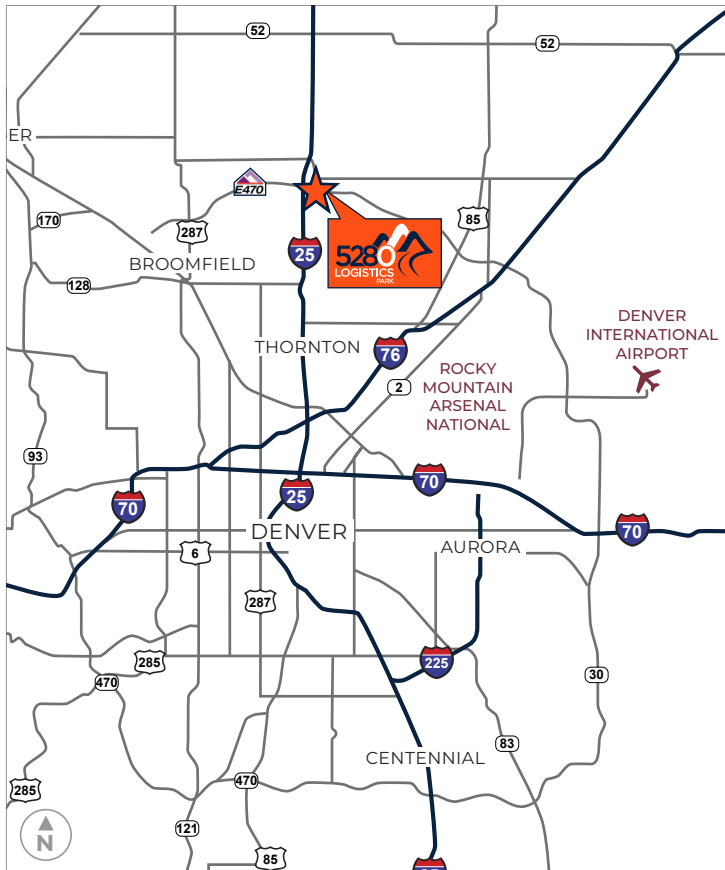 52
52
ER
E470
170
287
85
25
5280
LOGISTICS
PARK
BROOMFIELD
128
DENVER
INTERNATIONAL
AIRPORT
THORNTON
76
2
ROCKY
MOUNTAIN
ARSENAL
NATIONAL
93
70
25
70
70
DENVER
AURORA
6
287
285
225
470
30
83
CENTENNIAL
470
285
121
85
N